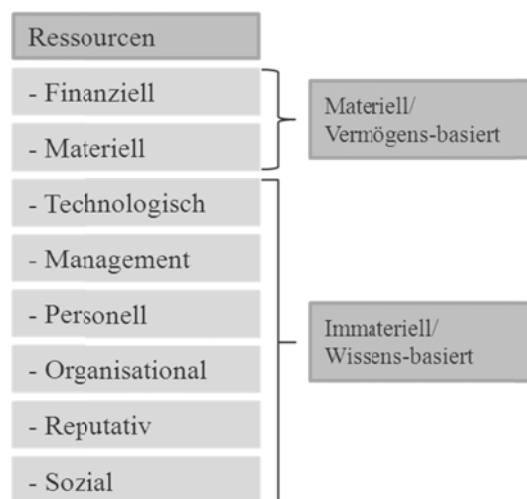 Ressourcen
- Finanziell
- Materiell
Materiell/
Vermögens-basiert
- Technologisch
- Management
- Personell
- Organisational
- Reputativ
- Sozial
Immateriell/
Wissens-basiert